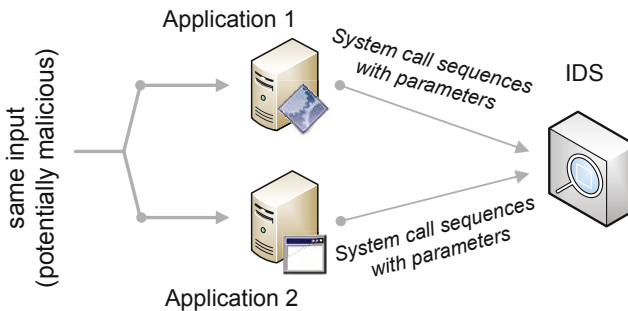 same input
(potentially malicious)
Application 1
System call sequences
with parameters
IDS
System call sequences
with parameters
Application 2